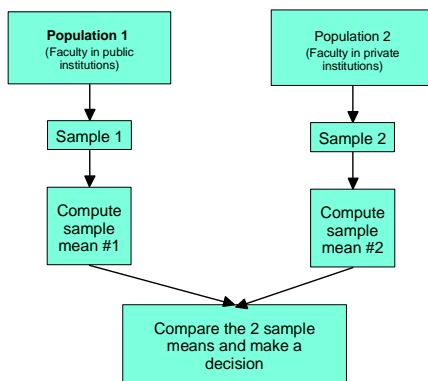 Population 1
(Faculty in public
institutions)
Population 2
(Faculty in private
institutions)
Sample 1
Sample 2
Compute
sample
mean #1
Compute
sample
mean #2
Compare the 2 sample
means and make a
decision